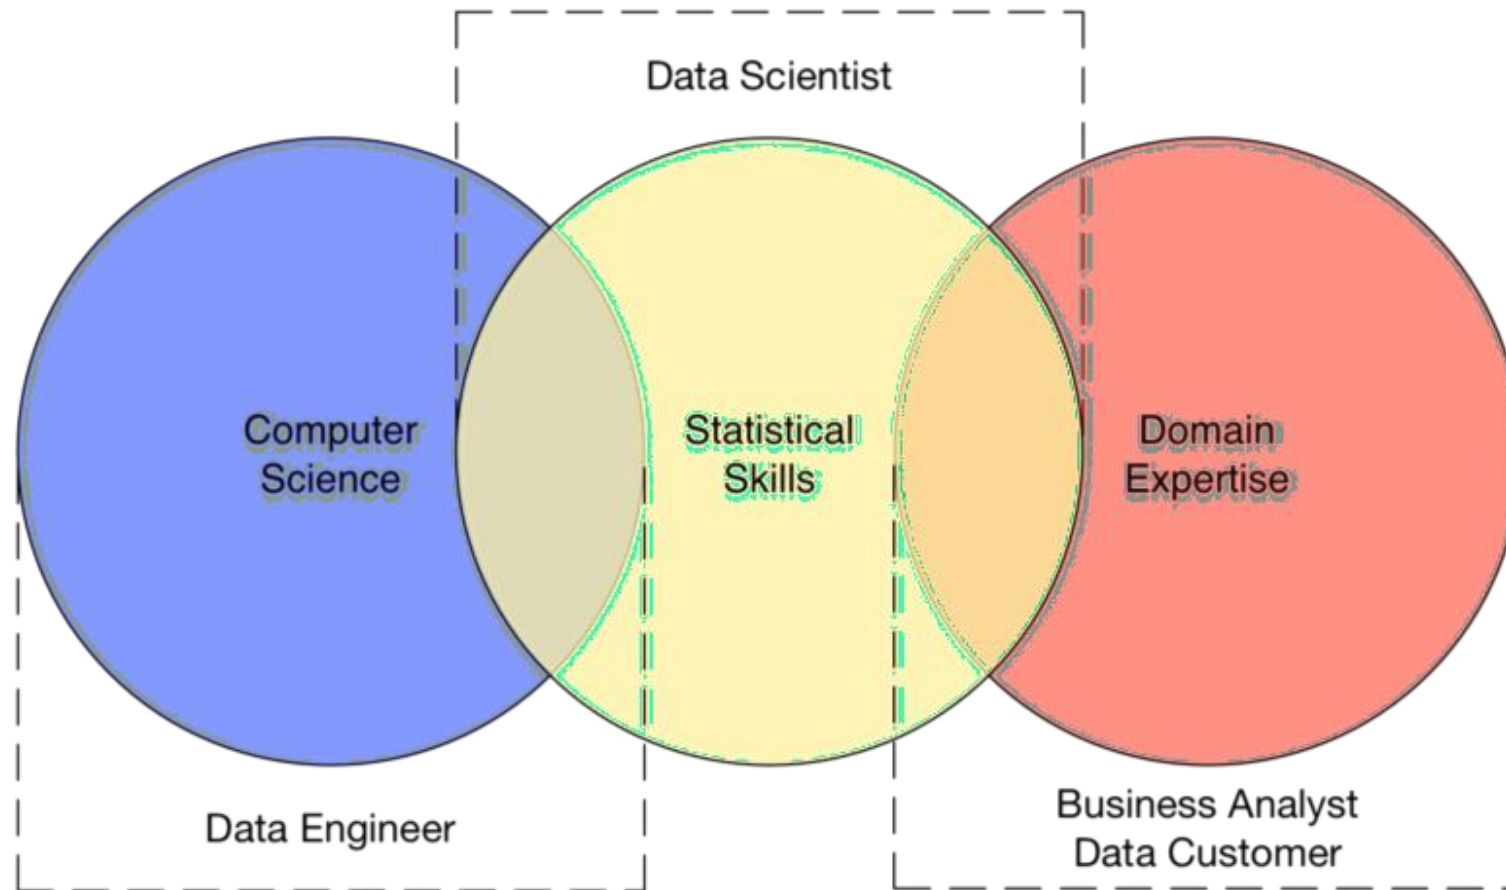 Data Scientist
Computer
Science
Statistical
Skills
Domain
Expertise
Data Engineer
Business Analyst
Data Customer